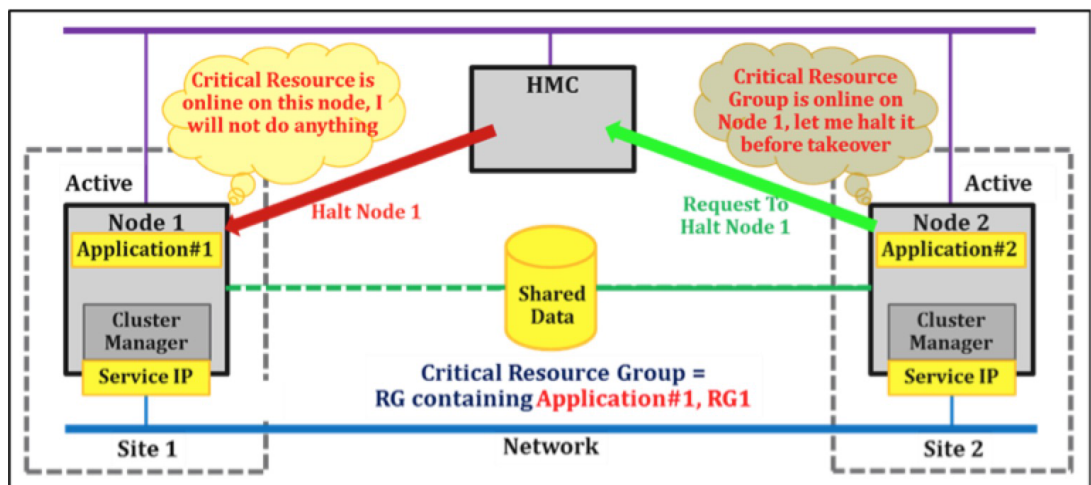 Critical Resource is
online on this node, I
will not do anything
HMC
Critical Resource
Group is online on
Node 1, let me halt it
before takeover
Active
Active
Halt Node 1
Request To
Halt Node 1
Node 1
Application#1
Node 2
Application#2
Shared
Data
Cluster
Manager
Cluster
Manager
Service IP
Service IP
Critical Resource Group =
RG containing Application#1, RG1
Site 1
Network
Site 2